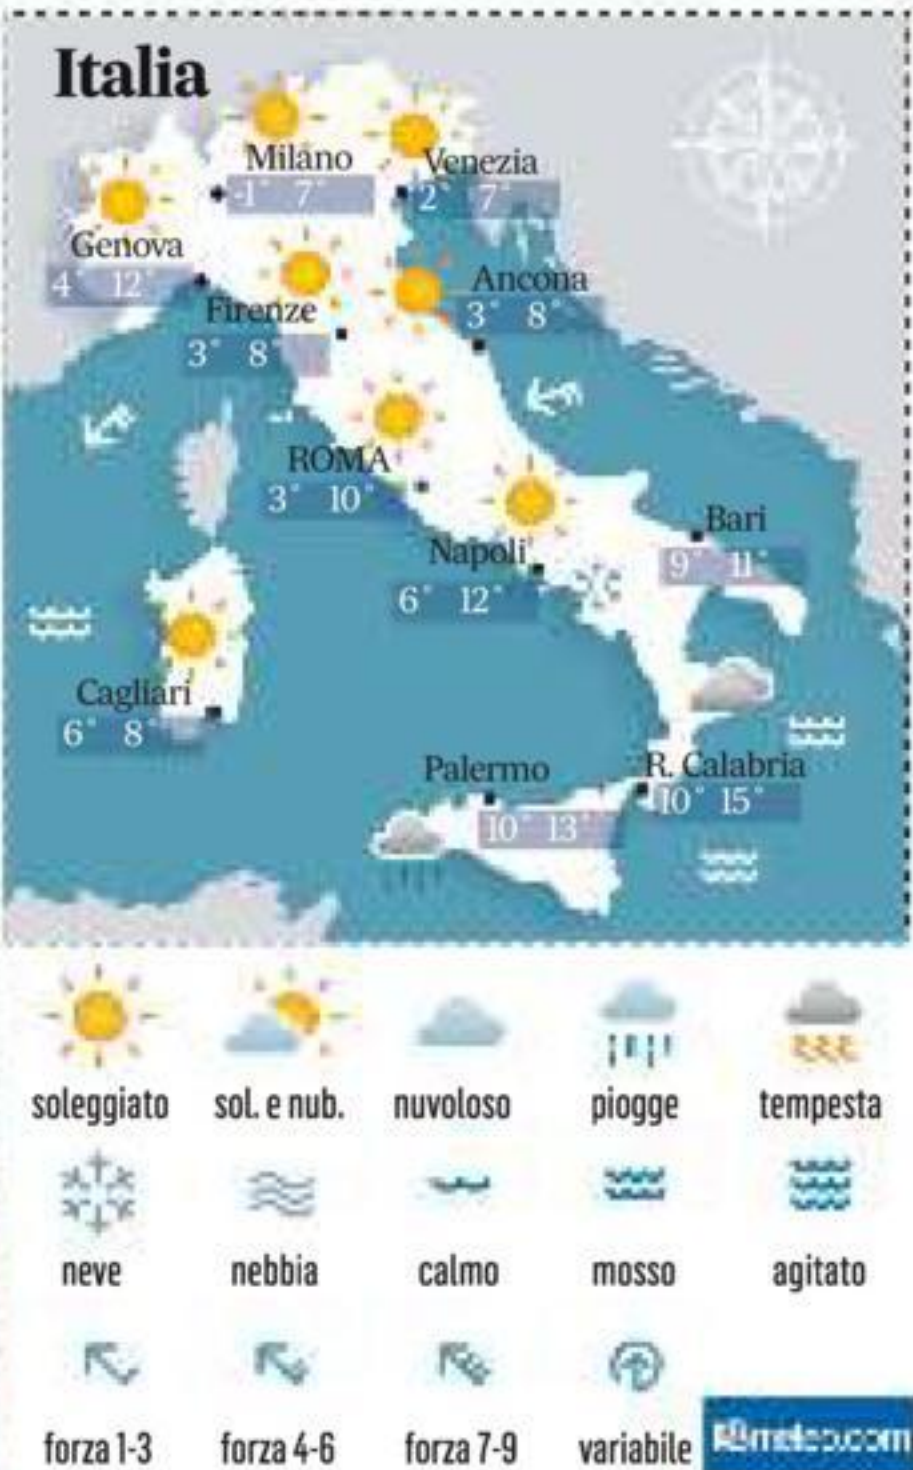 Italia
Milano
-1° 7°
Venezia
2° 7°
Genova
4° 12°
Firenze
3° 8°
Ancona
3° 8°
ROMA
3° 10°
Napoli
6° 12°
Bari
9° 11°
Cagliari
6° 8°
Palermo
10° 13°
R. Calabria
10° 15°
soleggiato sol. e nub. nuvoloso piogge tempesta
neve nebbia calmo mosso agitato
forza 1-3 forza 4-6 forza 7-9 variabile